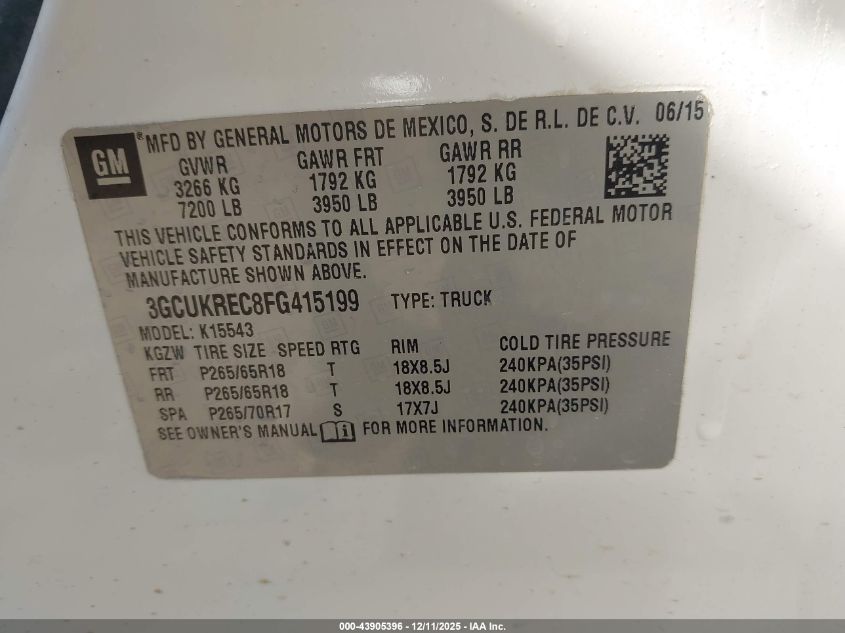 GM
® MFD BY GENERAL MOTORS DE MEXICO, S. DE R.L. DE C.V. 06/15
GVWR GAWR FRT GAWR RR
3266 KG 1792 KG 1792 KG
7200 LB 3950 LB 3950 LB
THIS VEHICLE CONFORMS TO ALL APPLICABLE U.S. FEDERAL MOTOR
VEHICLE SAFETY STANDARDS IN EFFECT ON THE DATE OF
MANUFACTURE SHOWN ABOVE.
3GCUKREC8FG415199 TYPE: TRUCK
MODEL: K15543
KGZW TIRE SIZE SPEED RTG RIM COLD TIRE PRESSURE
FRT P265/65R18 T 18X8.5J 240KPA(35PSI)
RR P265/65R18 T 18X8.5J 240KPA(35PSI)
SPA P265/70R17 S 17X7J 240KPA(35PSI)
SEE OWNER'S MANUAL FOR MORE INFORMATION.
000-43905396 - 12/11/2025 - IAA Inc.